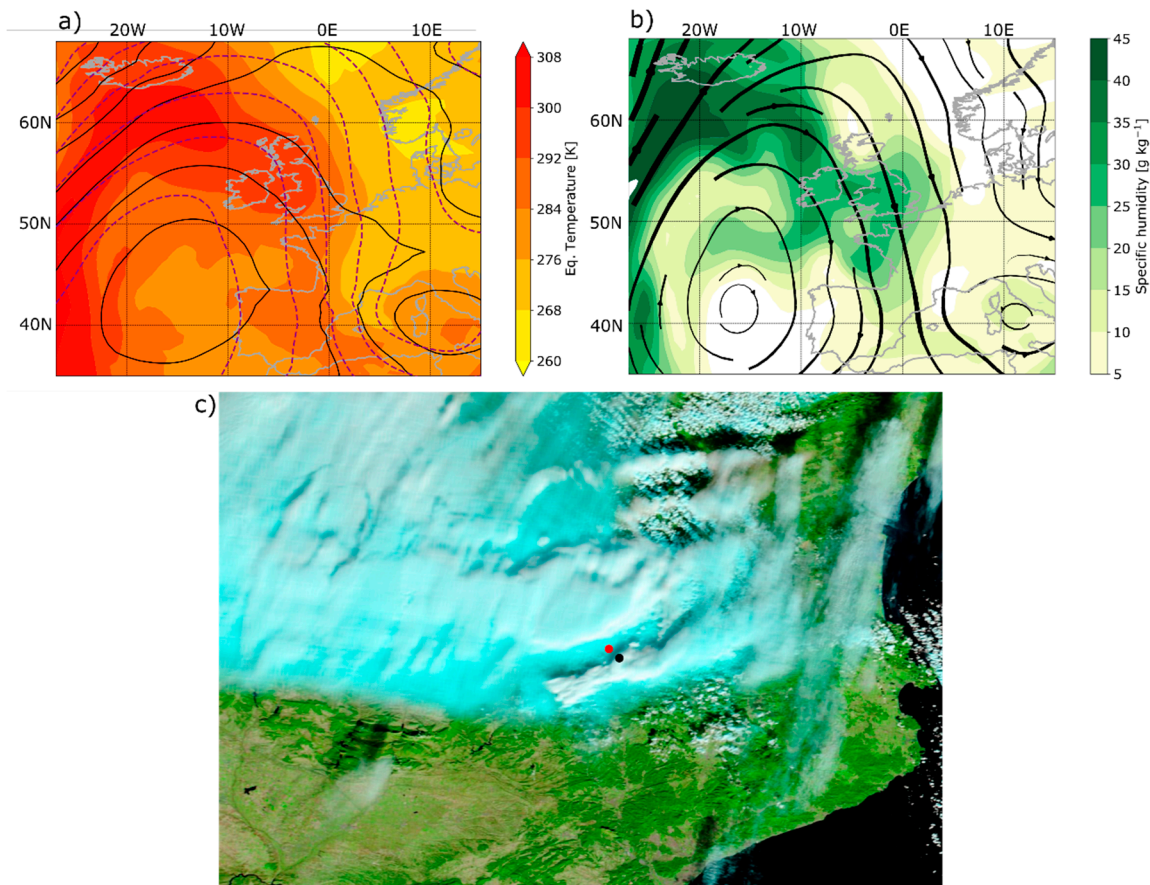 a)
20W 10W 0E 10E
60N
50N
40N
308
300
292
284
276
268
260
Eq. Temperature [K]
b)
20W 10W 0E 10E
60N
50N
40N
45
40
35
30
25
20
15
10
5
Specific humidity [g kg⁻¹]
c)